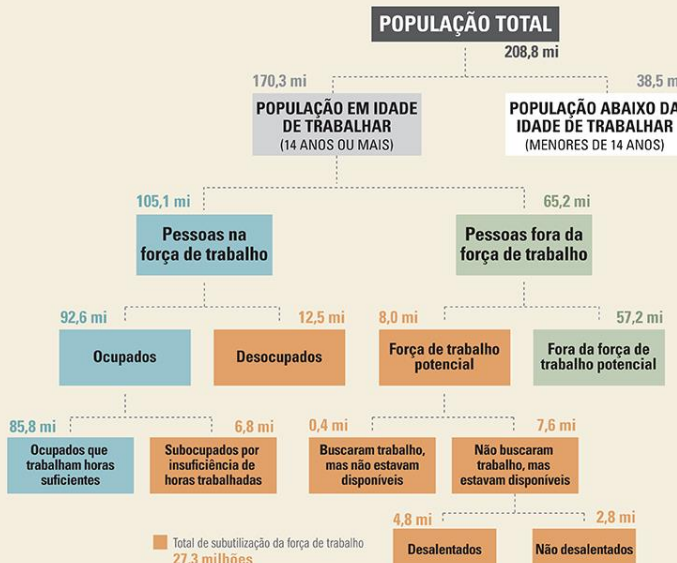 POPULAÇÃO TOTAL
208,8 mi
170,3 mi
POPULAÇÃO EM IDADE
DE TRABALHAR
(14 ANOS OU MAIS)
38,5 m
POPULAÇÃO ABAIXO DA
IDADE DE TRABALHAR
(MENORES DE 14 ANOS)
105,1 mi
Pessoas na
força de trabalho
65,2 mi
Pessoas fora da
força de trabalho
92,6 mi
Ocupados
12,5 mi
Desocupados
8,0 mi
Força de trabalho
potencial
57,2 mi
Fora da força de
trabalho potencial
85,8 mi
Ocupados que
trabalham horas
suficientes
6,8 mi
Subocupados por
insuficiência de
horas trabalhadas
0,4 mi
Buscaram trabalho,
mas não estavam
disponíveis
7,6 mi
Não buscaram
trabalho, mas
estavam disponíveis
4,8 mi
Desalentados
2,8 mi
Não desalentados
Total de subutilização da força de trabalho
27,3 milhões